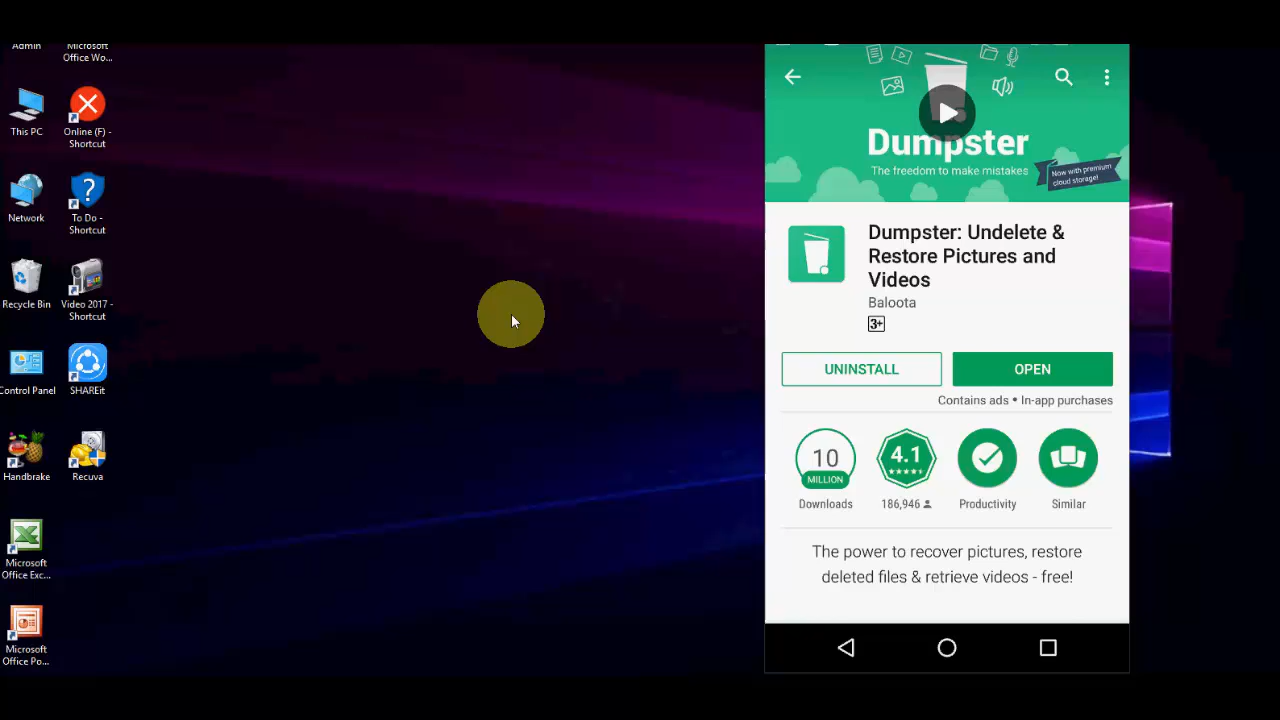 Admin
Microsoft
Office Wo...
This PC
Online (F) -
Shortcut
Network
To Do -
Shortcut
Recycle Bin
Video 2017 -
Shortcut
Control Panel
SHAREit
Handbrake
Recuva
Microsoft
Office Exc...
Microsoft
Office Po...
Dumpster
The freedom to make mistakes
Now with premium
cloud storage!
Dumpster: Undelete &
Restore Pictures and
Videos
Baloota
3+
UNINSTALL
OPEN
Contains ads • In-app purchases
10
MILLION
Downloads
4.1
186,946
Productivity
Similar
The power to recover pictures, restore
deleted files & retrieve videos - free!